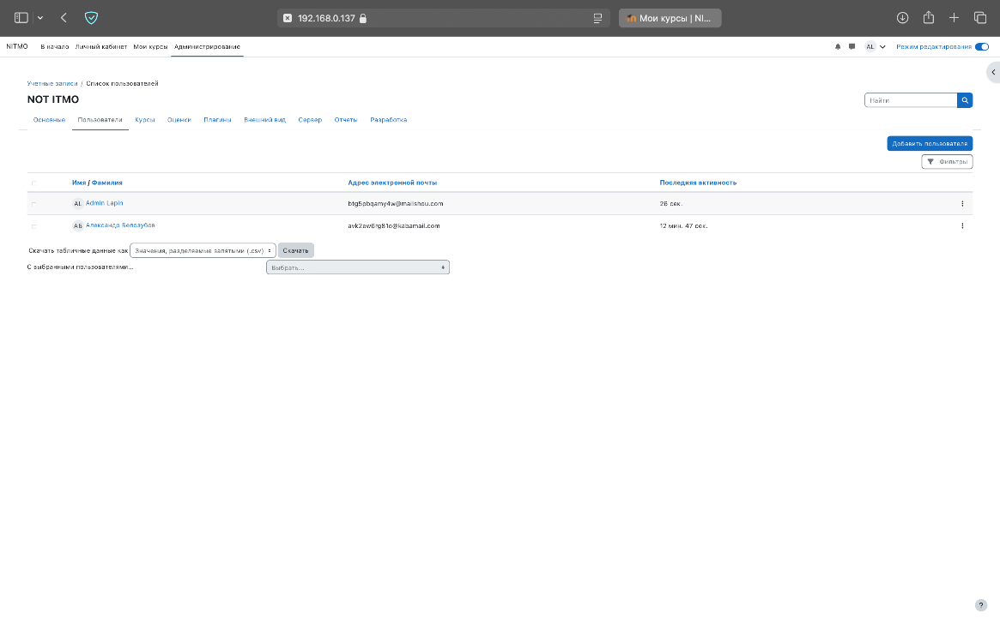 192.168.0.137
Мои курсы | NI...
NITMO В начало Личный кабинет Мои курсы Администрирование
AL Режим редактирования
Учетные записи / Список пользователей
NOT ITMO
Найти
Основные Пользователи Курсы Оценки Плагины Внешний вид Сервер Отчеты Разработка
Добавить пользователя
Фильтры
Имя / Фамилия Адрес электронной почты Последняя активность
AL Admin Lapin btg5pbqamy4w@mailshou.com 26 сек.
АБ Александр Белозубов avk2ew6rg81o@kabamail.com 12 мин. 47 сек.
Скачать табличные данные как Значения, разделяемые запятыми (.csv) Скачать
С выбранными пользователями... Выбрать...
?